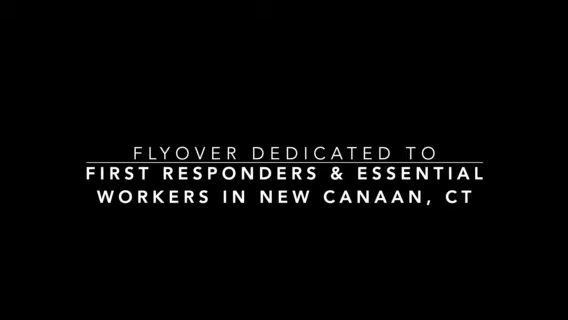 FLYOVER DEDICATED TO
FIRST RESPONDERS & ESSENTIAL
WORKERS IN NEW CANAAN, CT